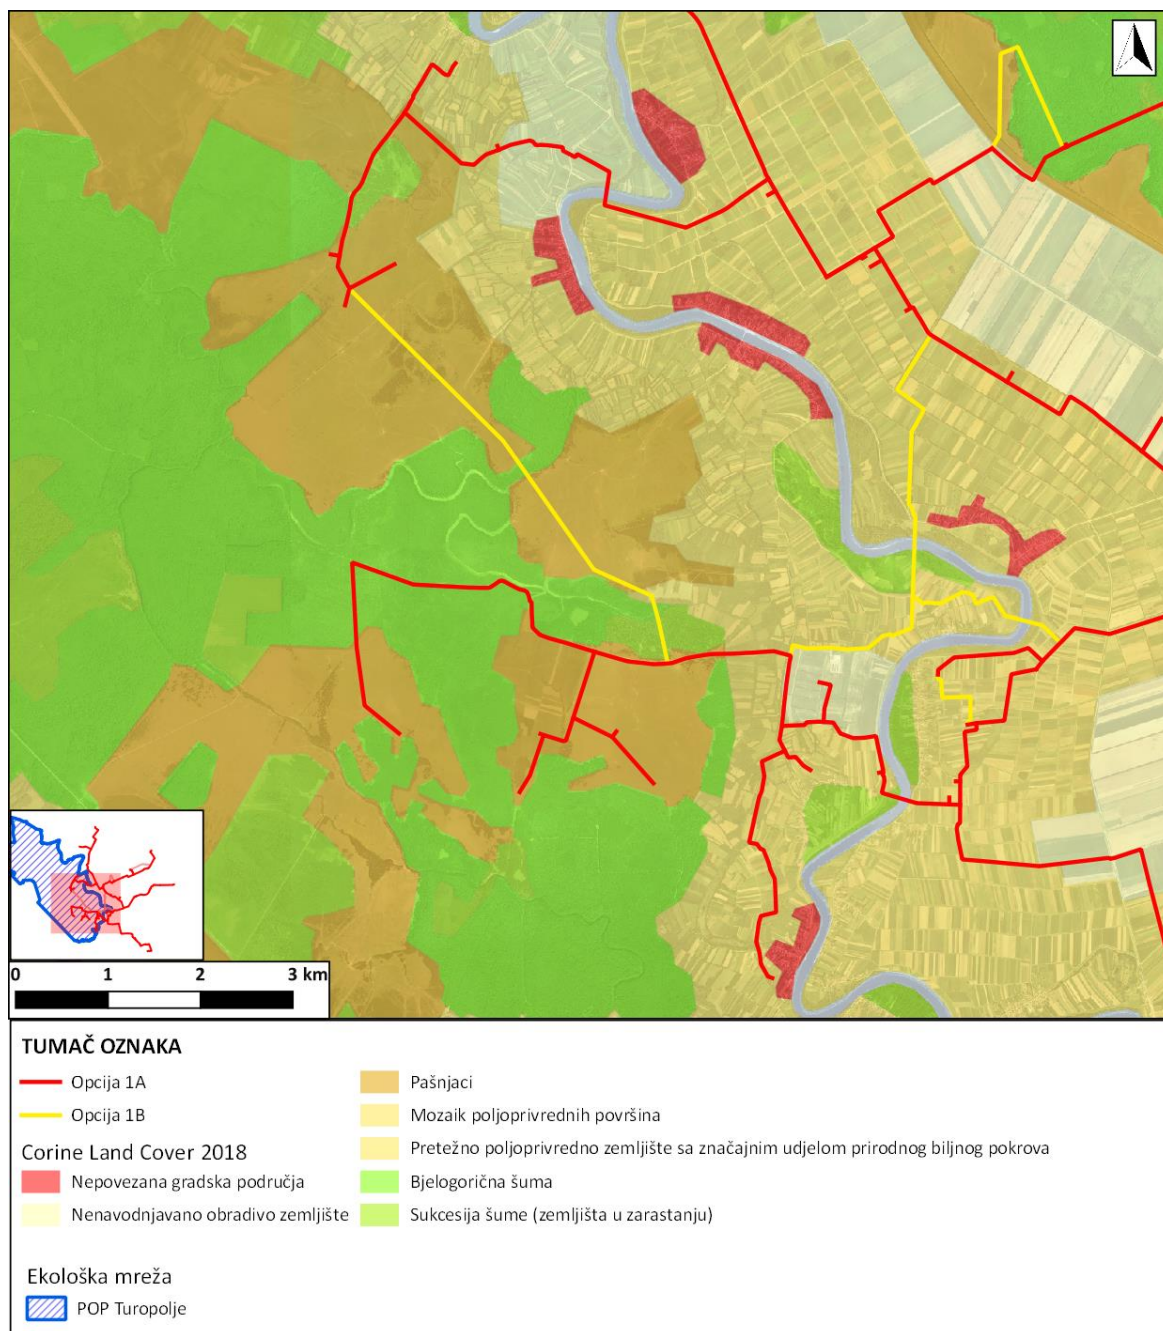 0 1 2 3 km
TUMAČ OZNAKA
Opcija 1A
Opcija 1B
Corine Land Cover 2018
Nepovezana gradska područja
Nenavodnjavano obradivo zemljište
Pašnjaci
Mozaik poljoprivrednih površina
Pretežno poljoprivredno zemljište sa značajnim udjelom prirodnog biljnog pokrova
Bjelogorična šuma
Sukcesija šume (zemljišta u zarastanju)
Ekološka mreža
POP Turopolje